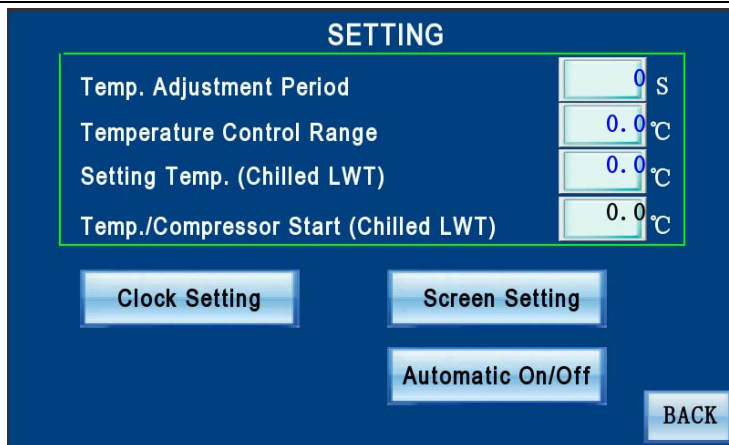 SETTING
Temp. Adjustment Period 0 S
Temperature Control Range 0.0 ℃
Setting Temp. (Chilled LWT) 0.0 ℃
Temp./Compressor Start (Chilled LWT) 0.0 ℃
Clock Setting Screen Setting
Automatic On/Off
BACK